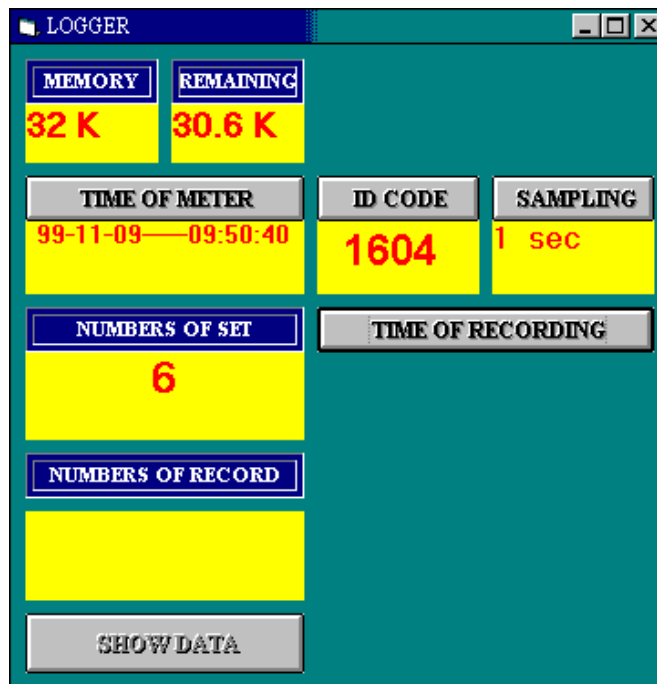 LOGGER
MEMORY REMAINING
32 K 30.6 K
TIME OF METER ID CODE SAMPLING
99-11-09——09:50:40 1604 1 sec
NUMBERS OF SET TIME OF RECORDING
6
NUMBERS OF RECORD
SHOW DATA